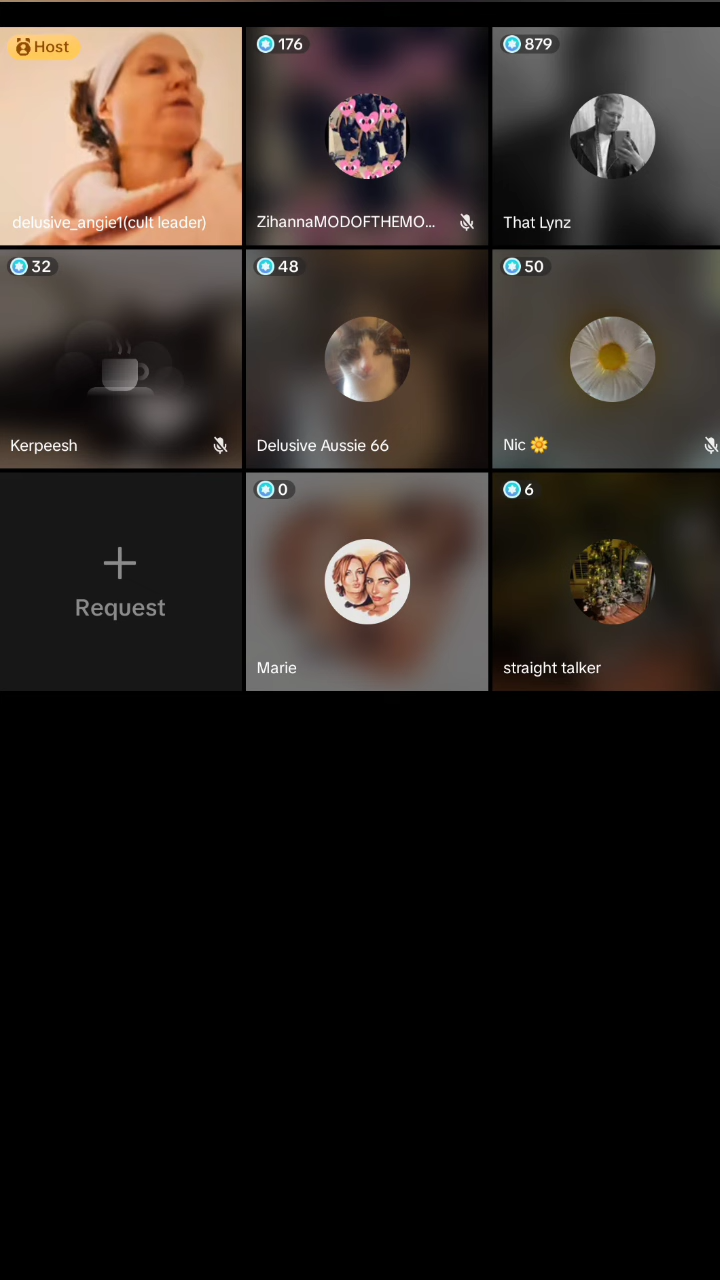 Host
176
879
delusive_angie1(cult leader)
ZihannaMODOFTHEMO...
That Lynz
32
48
50
Kerpeesh
Delusive Aussie 66
Nic 🌼
0
6
Request
Marie
straight talker